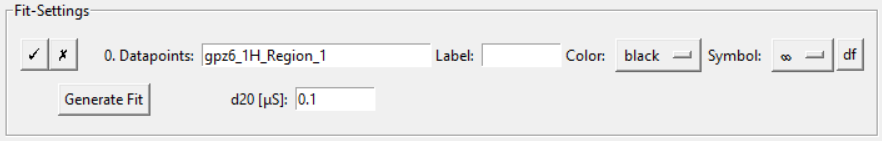 Fit-Settings
✓ ✗ 0. Datapoints: gpz6_1H_Region_1 Label: Color: black Symbol: ∞ df
Generate Fit d20 [µS]: 0.1